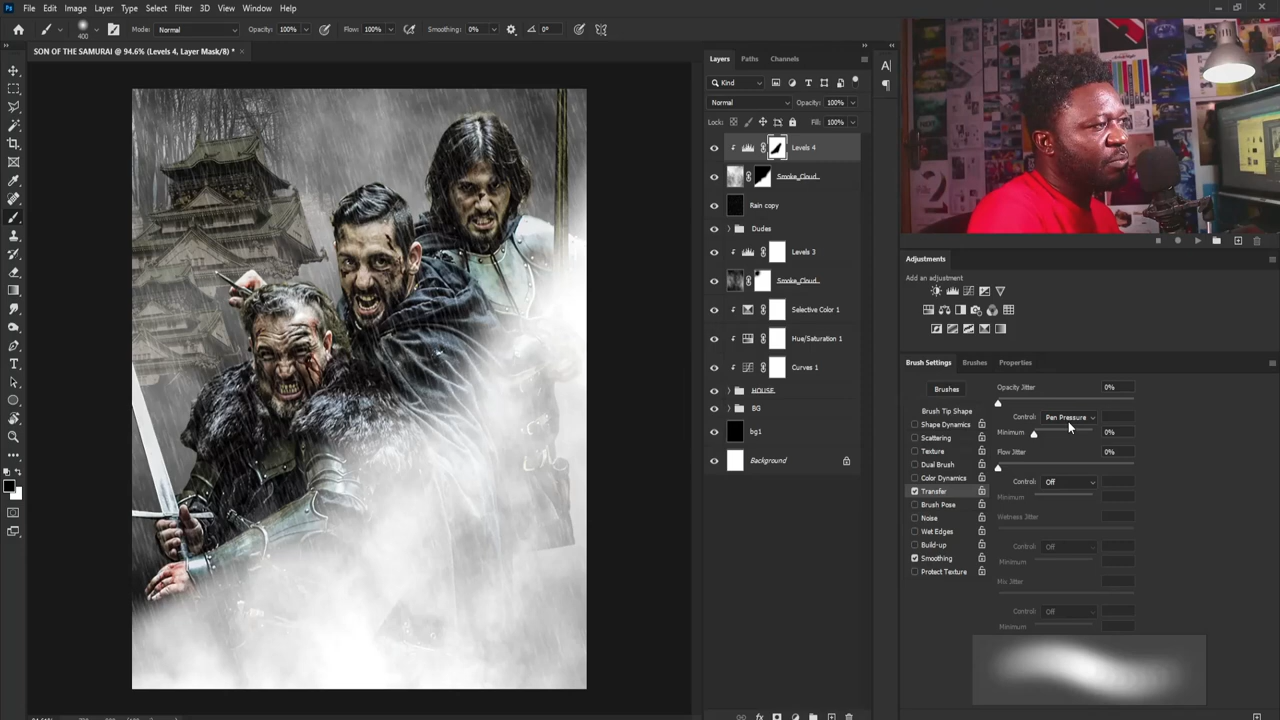 Ps File Edit Image Layer Type Select Filter 3D View Window Help
400 Mode: Normal Opacity: 100% Flow: 100% Smoothing: 0% 0°
SON OF THE SAMURAI @ 94.6% (Levels 4, Layer Mask/8) * ×
Layers Paths Channels
Kind
Normal Opacity: 100%
Lock: Fill: 100%
Levels 4
Smoke_Cloud..
Rain copy
Dudes
Levels 3
Smoke_Cloud..
Selective Color 1
Hue/Saturation 1
Curves 1
HOUSE
BG
bg1
Background
Adjustments
Add an adjustment
Brush Settings Brushes Properties
Brushes
Brush Tip Shape
Shape Dynamics
Scattering
Texture
Dual Brush
Color Dynamics
Transfer
Brush Pose
Noise
Wet Edges
Build-up
Smoothing
Protect Texture
Opacity Jitter 0%
Control: Pen Pressure
Minimum 0%
Flow Jitter 0%
Control: Off
Minimum
Wetness Jitter
Control: Off
Minimum
Mix Jitter
Control: Off
Minimum